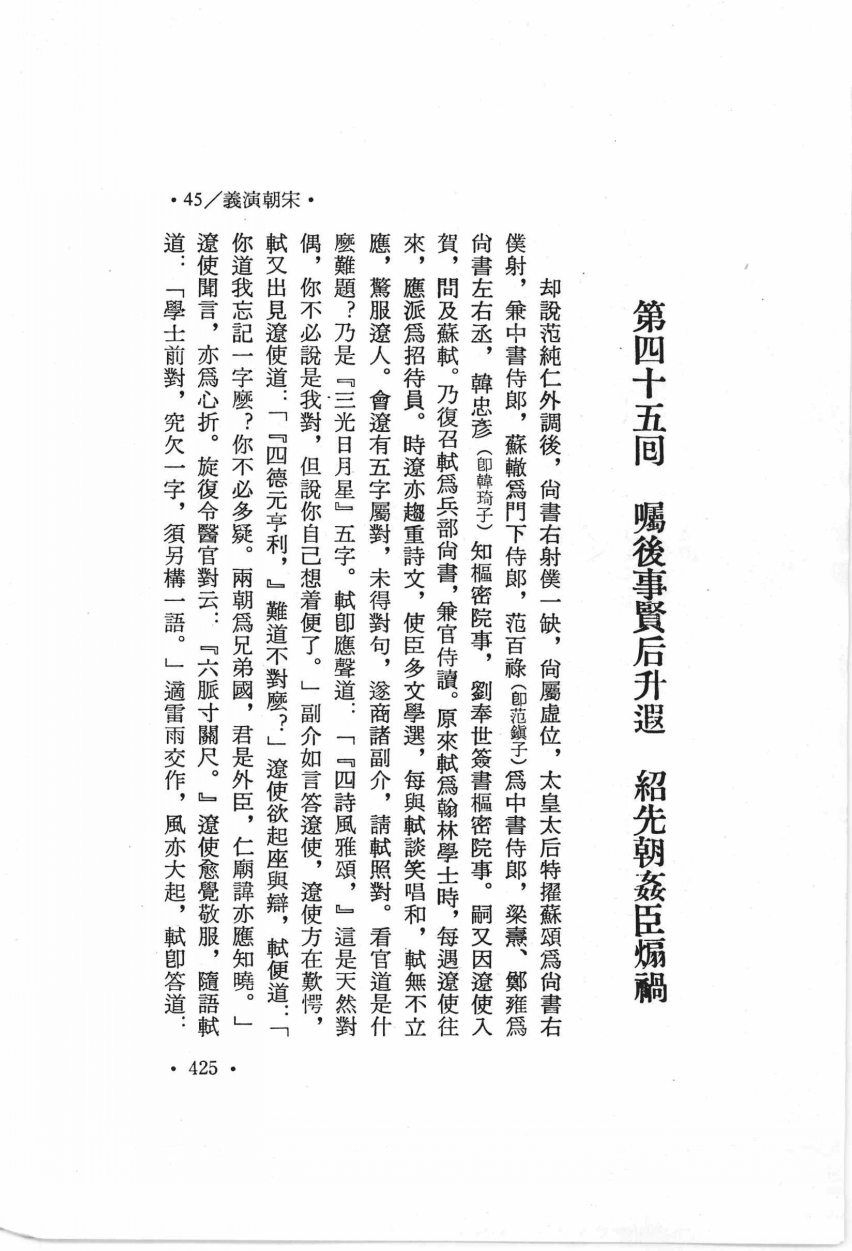 第四十五回　囑後事賢后升遐　紹先朝姦臣煽禍
却說范純仁外調後，尙書右射僕一缺，尙屬虛位，太皇太后特擢蘇頌爲尙書右
僕射，兼中書侍郎，蘇轍爲門下侍郎，范百祿（卽范鎭子）爲中書侍郎，梁燾、鄭雍爲
尙書左右丞，韓忠彥（卽韓琦子）知樞密院事，劉奉世簽書樞密院事。嗣又因遼使入
賀，問及蘇軾。乃復召軾爲兵部尙書，兼官侍讀。原來軾爲翰林學士時，每遇遼使往
來，應派爲招待員。時遼亦趨重詩文，使臣多文學選，每與軾談笑唱和，軾無不立
應，驚服遼人。會遼有五字屬對，未得對句，遂商諸副介，請軾照對。看官道是什
麼難題？乃是『三光日月星』五字。軾卽應聲道：「『四詩風雅頌，』這是天然對
偶，你不必說是我對，但說你自己想着便了。」副介如言答遼使，遼使方在歎愕，
軾又出見遼使道：「『四德元亨利，』難道不對麼？」遼使欲起座與辯，軾便道：「
你道我忘記一字麼？你不必多疑。兩朝爲兄弟國，君是外臣，仁廟諱亦應知曉。」
遼使聞言，亦爲心折。旋復令醫官對云：『六脈寸關尺。』遼使愈覺敬服，隨語軾
道：「學士前對，究欠一字，須另構一語。」適雷雨交作，風亦大起，軾卽答道：
・45／義演朝宋・
・425・